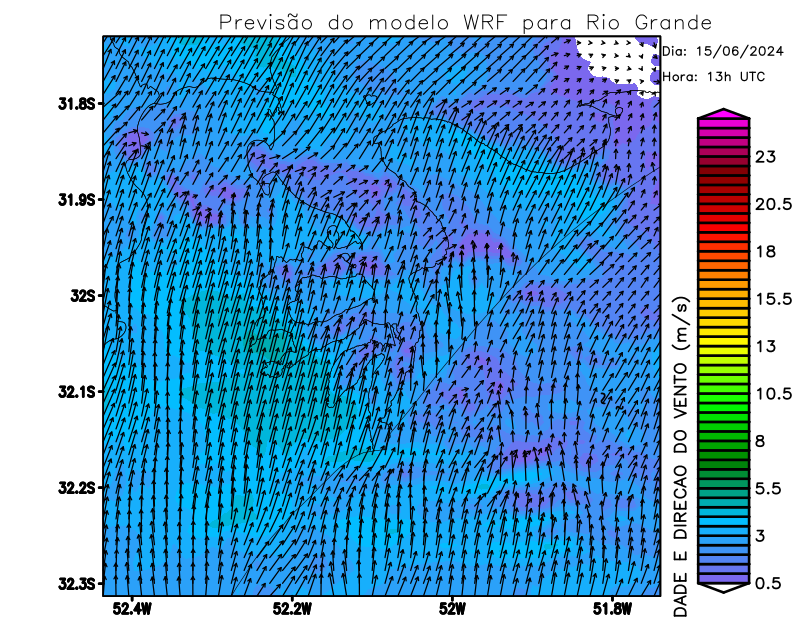 Previsão do modelo WRF para Rio Grande
Dia: 15/06/2024
Hora: 13h UTC
31.8S
31.9S
32S
32.1S
32.2S
32.3S
52.4W
52.2W
52W
51.8W
23
20.5
18
15.5
13
10.5
8
5.5
3
0.5
DADE E DIRECAO DO VENTO (m/s)